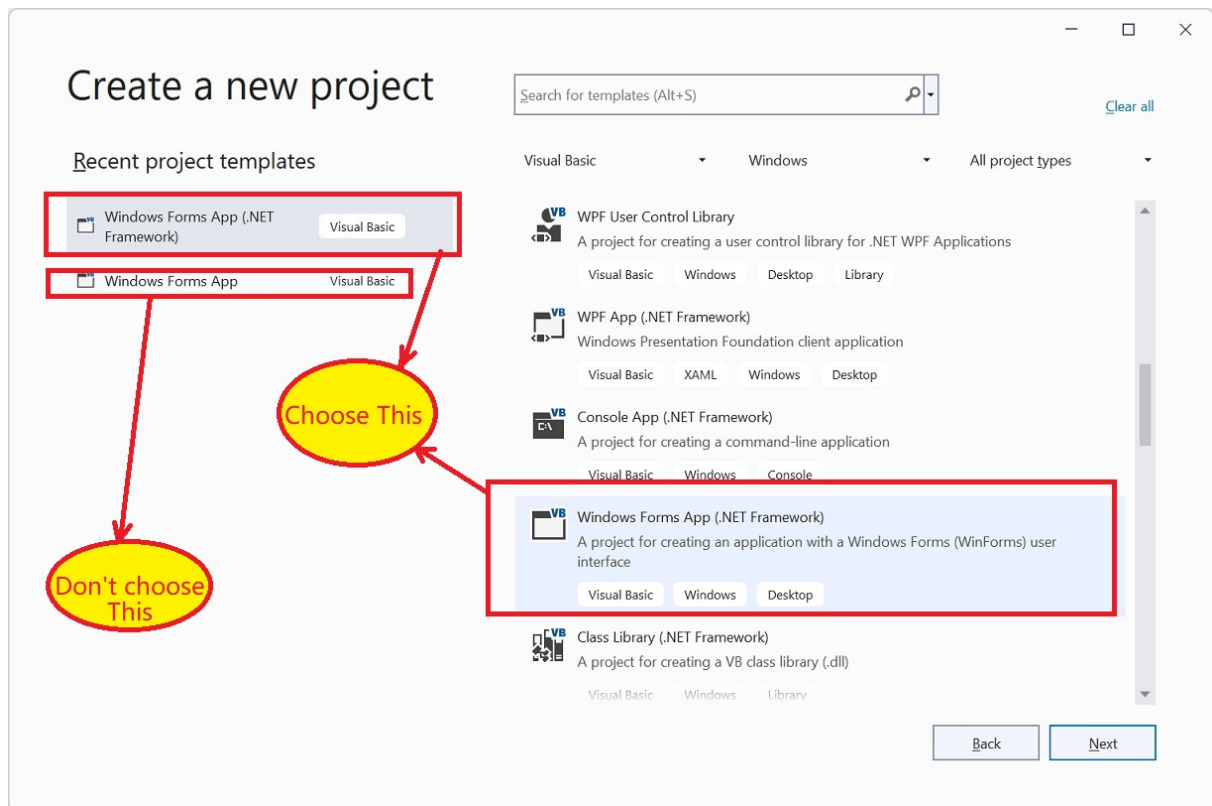 Create a new project
Search for templates (Alt+S)
Clear all
Recent project templates
Visual Basic
Windows
All project types
Windows Forms App (.NET
Framework)
Visual Basic
Windows Forms App
Visual Basic
Choose This
Don't choose
This
WPF User Control Library
A project for creating a user control library for .NET WPF Applications
Visual Basic Windows Desktop Library
WPF App (.NET Framework)
Windows Presentation Foundation client application
Visual Basic XAML Windows Desktop
Console App (.NET Framework)
A project for creating a command-line application
Visual Basic Windows Console
Windows Forms App (.NET Framework)
A project for creating an application with a Windows Forms (WinForms) user
interface
Visual Basic Windows Desktop
Class Library (.NET Framework)
A project for creating a VB class library (.dll)
Visual Basic Windows Library
Back
Next